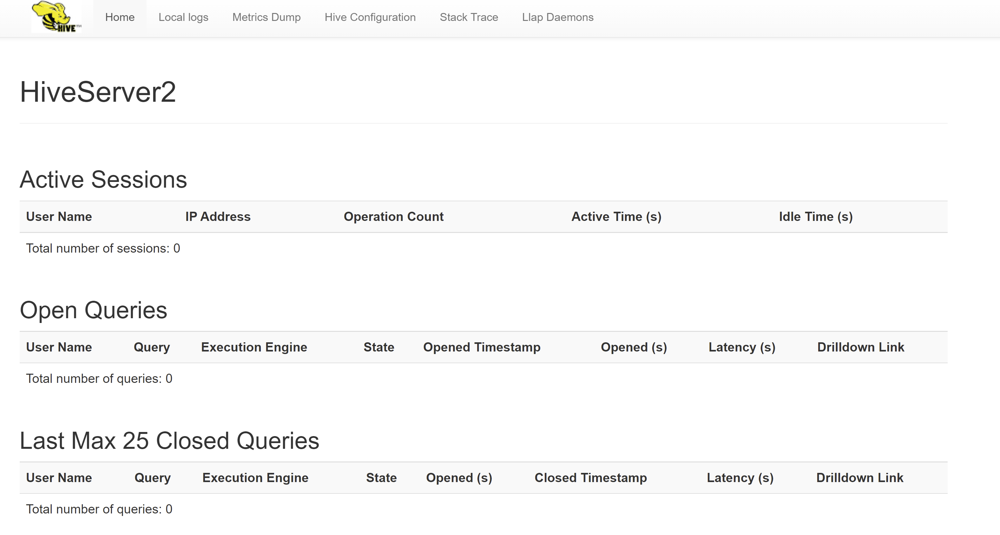 HIVE™
Home Local logs Metrics Dump Hive Configuration Stack Trace Llap Daemons
HiveServer2
Active Sessions
User Name IP Address Operation Count Active Time (s) Idle Time (s)
Total number of sessions: 0
Open Queries
User Name Query Execution Engine State Opened Timestamp Opened (s) Latency (s) Drilldown Link
Total number of queries: 0
Last Max 25 Closed Queries
User Name Query Execution Engine State Opened (s) Closed Timestamp Latency (s) Drilldown Link
Total number of queries: 0